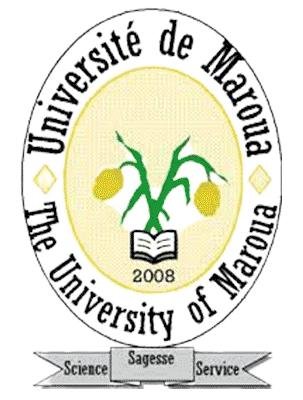 Université de Maroua
2008
The University of Maroua
Science Sagesse Service